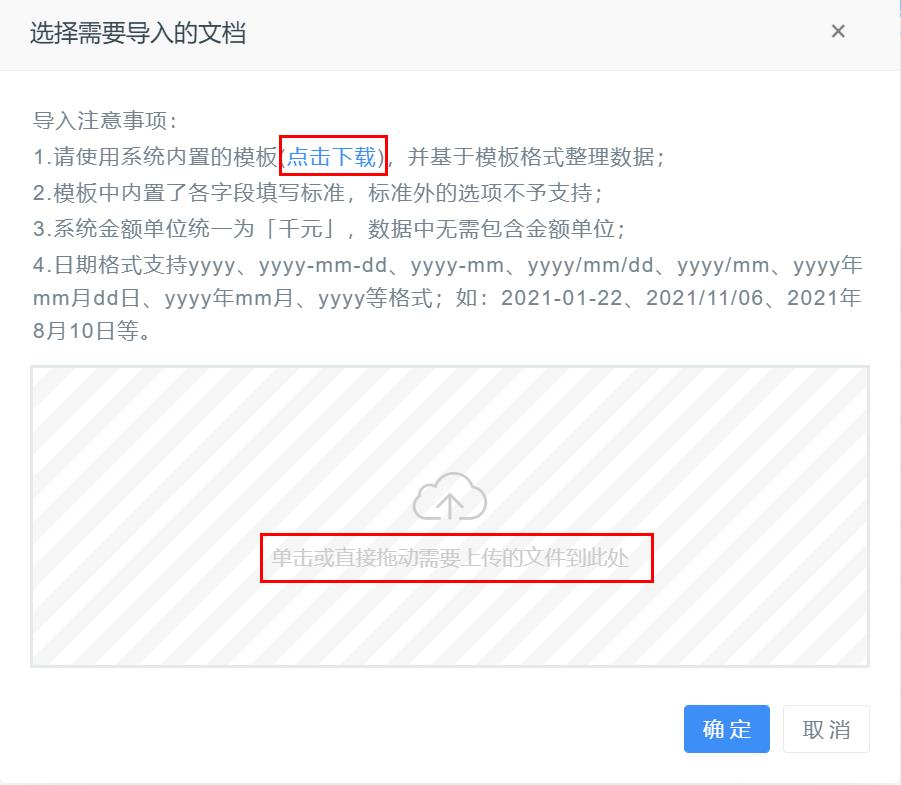 选择需要导入的文档
×
导入注意事项：
1.请使用系统内置的模板(点击下载)，并基于模板格式整理数据；
2.模板中内置了各字段填写标准，标准外的选项不予支持；
3.系统金额单位统一为「千元」，数据中无需包含金额单位；
4.日期格式支持yyyy、yyyy-mm-dd、yyyy-mm、yyyy/mm/dd、yyyy/mm、yyyy年
mm月dd日、yyyy年mm月、yyyy等格式；如：2021-01-22、2021/11/06、2021年
8月10日等。
单击或直接拖动需要上传的文件到此处
确定 取消